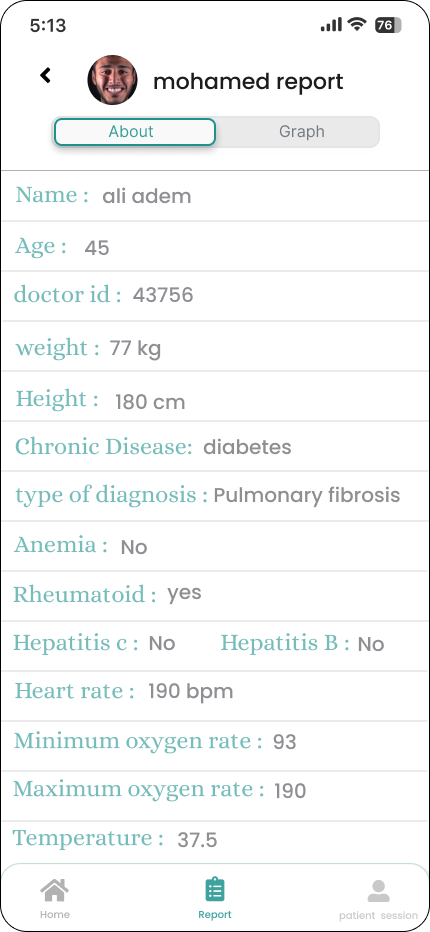 5:13 76
mohamed report
About Graph
Name : ali adem
Age : 45
doctor id : 43756
weight : 77 kg
Height : 180 cm
Chronic Disease: diabetes
type of diagnosis : Pulmonary fibrosis
Anemia : No
Rheumatoid : yes
Hepatitis c : No Hepatitis B : No
Heart rate : 190 bpm
Minimum oxygen rate : 93
Maximum oxygen rate : 190
Temperature : 37.5
Home Report patient session